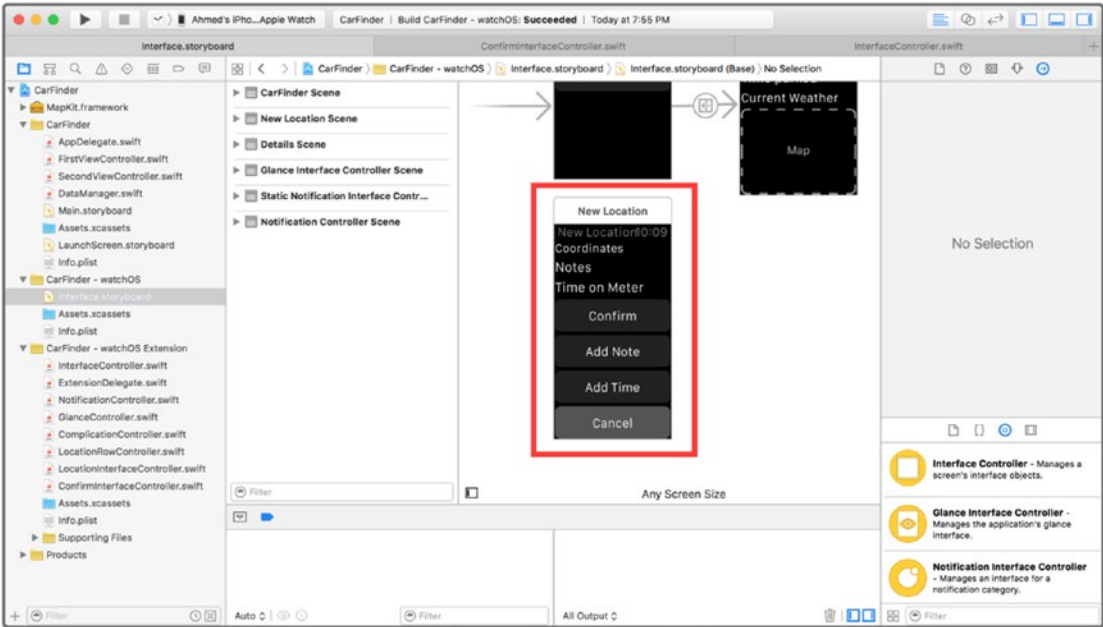 Ahmed's iPho...Apple Watch
CarFinder | Build CarFinder - watchOS: Succeeded | Today at 7:55 PM
Interface.storyboard
ConfirmInterfaceController.swift
InterfaceController.swift
CarFinder
MapKit.framework
CarFinder
AppDelegate.swift
FirstViewController.swift
SecondViewController.swift
DataManager.swift
Main.storyboard
Assets.xcassets
LaunchScreen.storyboard
Info.plist
CarFinder - watchOS
Interface.storyboard
Assets.xcassets
Info.plist
CarFinder - watchOS Extension
InterfaceController.swift
ExtensionDelegate.swift
NotificationController.swift
GlanceController.swift
ComplicationController.swift
LocationRowController.swift
LocationInterfaceController.swift
ConfirmInterfaceController.swift
Assets.xcassets
Info.plist
Supporting Files
Products
Filter
CarFinder
CarFinder - watchOS
Interface.storyboard
Interface.storyboard (Base)
No Selection
CarFinder Scene
New Location Scene
Details Scene
Glance Interface Controller Scene
Static Notification Interface Contr...
Notification Controller Scene
Filter
Current Weather
Map
New Location
New Location 10:09
Coordinates
Notes
Time on Meter
Confirm
Add Note
Add Time
Cancel
Any Screen Size
Auto
Filter
All Output
No Selection
Interface Controller - Manages a
screen's interface objects.
Glance Interface Controller -
Manages the application's glance
interface.
Notification Interface Controller
- Manages an interface for a
notification category.
Filter